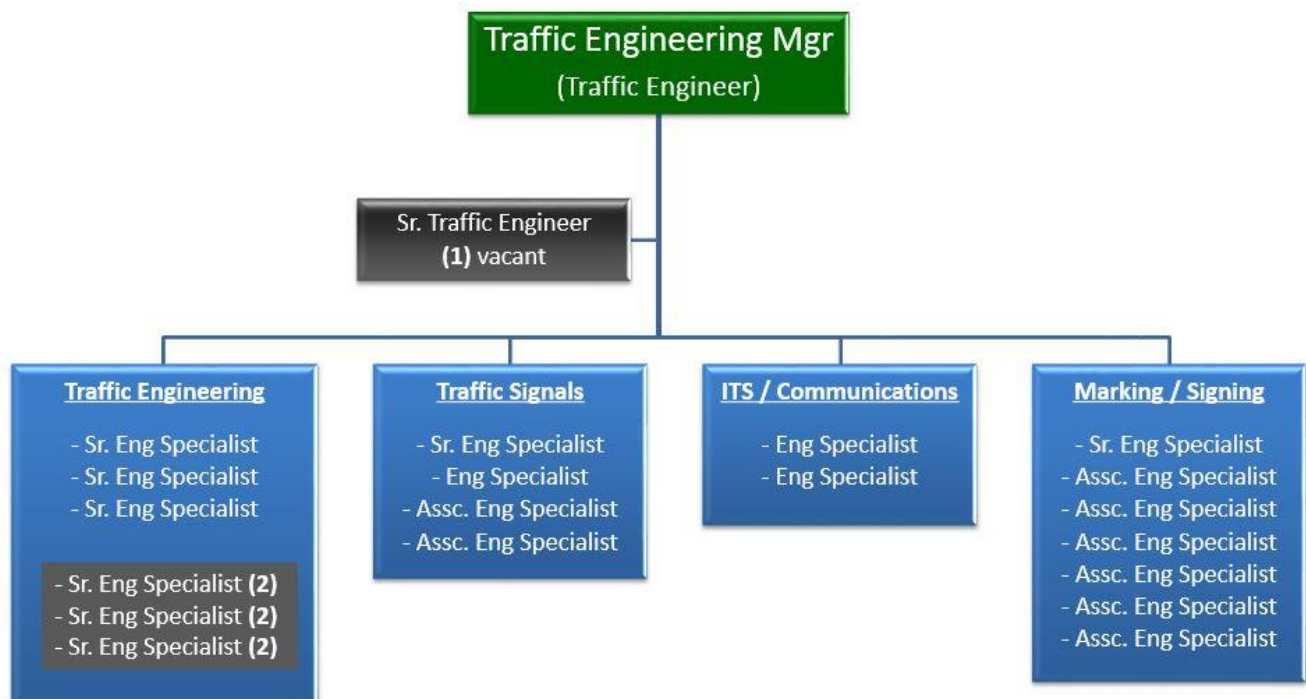 Traffic Engineering Mgr
(Traffic Engineer)
Sr. Traffic Engineer
(1) vacant
Traffic Engineering
- Sr. Eng Specialist
- Sr. Eng Specialist
- Sr. Eng Specialist
- Sr. Eng Specialist (2)
- Sr. Eng Specialist (2)
- Sr. Eng Specialist (2)
Traffic Signals
- Sr. Eng Specialist
- Eng Specialist
- Assc. Eng Specialist
- Assc. Eng Specialist
ITS / Communications
- Eng Specialist
- Eng Specialist
Marking / Signing
- Sr. Eng Specialist
- Assc. Eng Specialist
- Assc. Eng Specialist
- Assc. Eng Specialist
- Assc. Eng Specialist
- Assc. Eng Specialist
- Assc. Eng Specialist